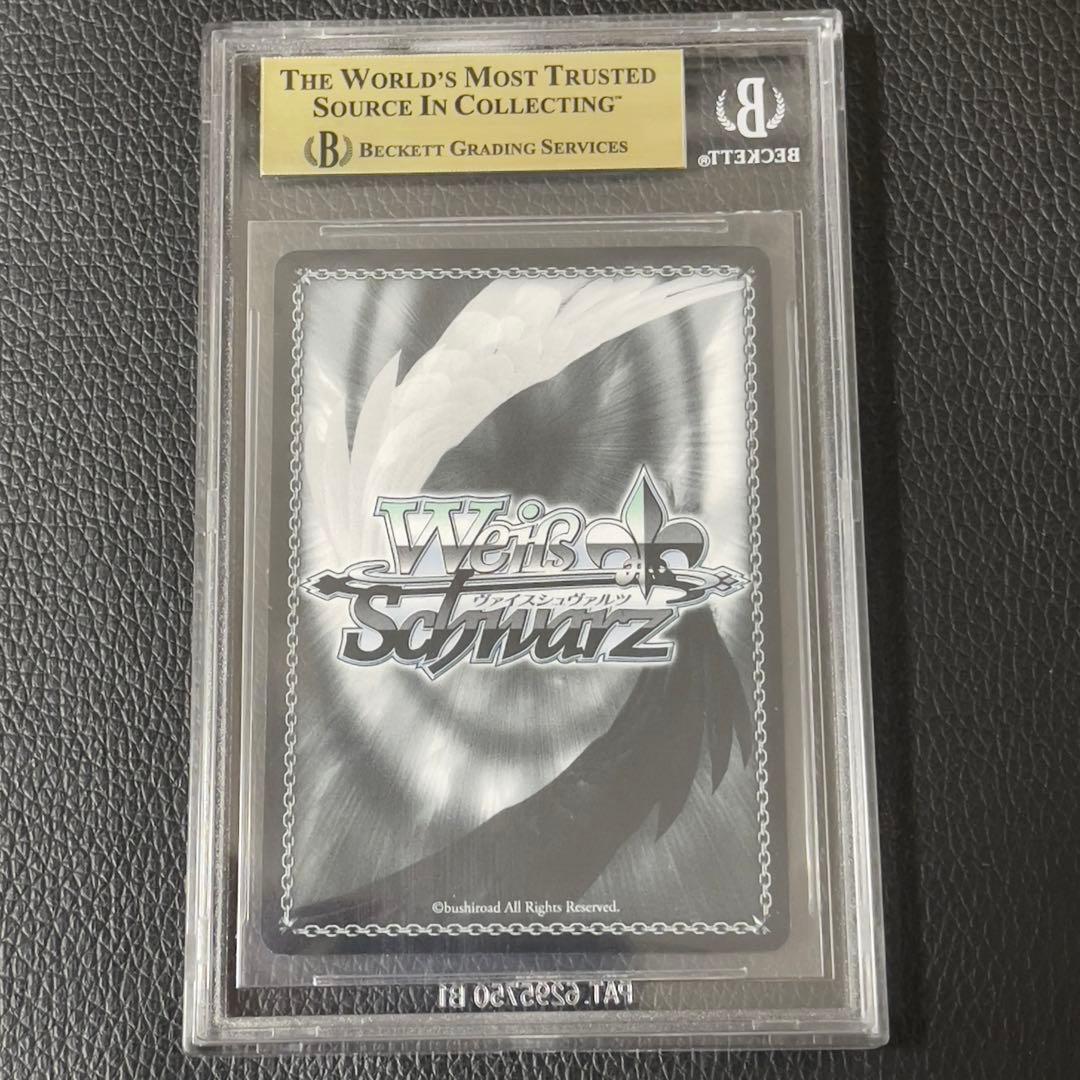 THE WORLD'S MOST TRUSTED
SOURCE IN COLLECTING™
B BECKETT GRADING SERVICES
B
BECKETT®
Weiß
ヴァイスシュヴァルツ
Schwarz
©bushiroad All Rights Reserved.
PAT. 6295750 B1